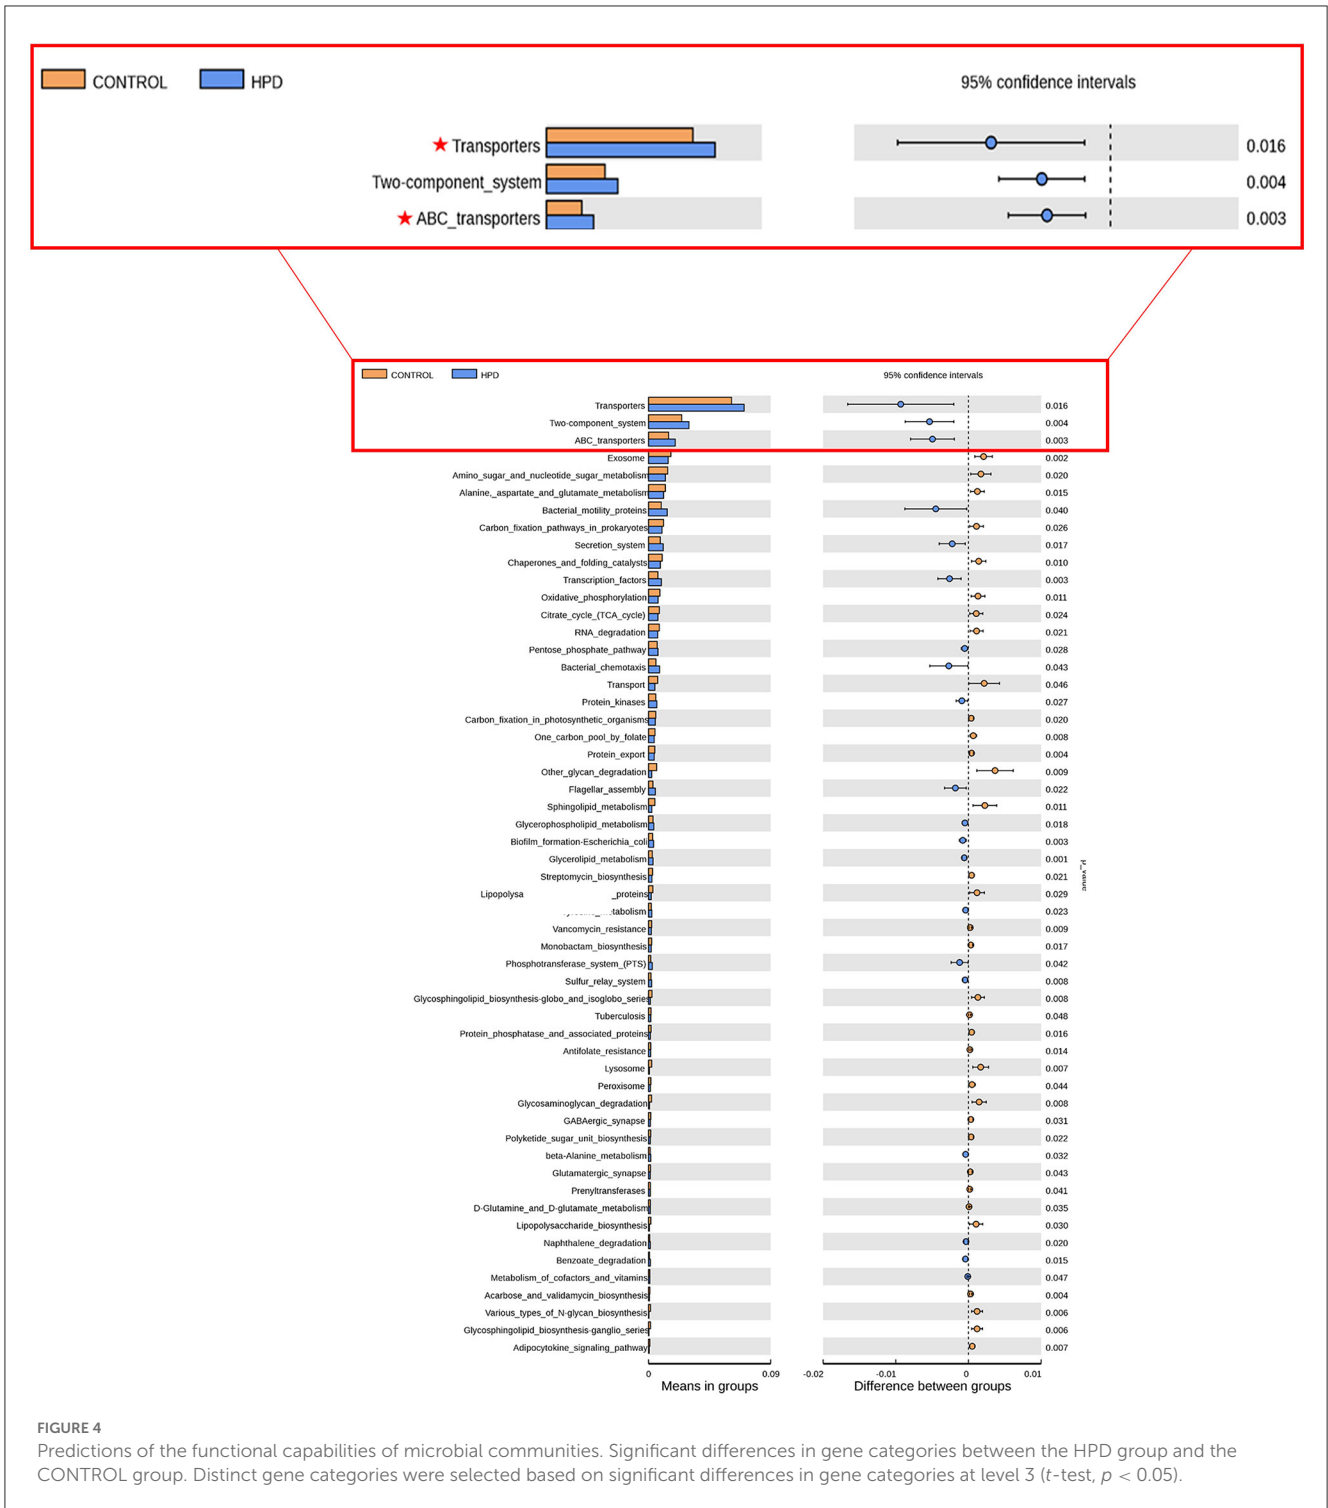 CONTROL HPD 95% confidence intervals
★ Transporters 0.016
Two-component_system 0.004
★ ABC_transporters 0.003
CONTROL HPD 95% confidence intervals
Transporters 0.016
Two-component_system 0.004
ABC_transporters 0.003
Exosome 0.002
Amino_sugar_and_nucleotide_sugar_metabolism 0.020
Alanine,_aspartate_and_glutamate_metabolism 0.015
Bacterial_motility_proteins 0.040
Carbon_fixation_pathways_in_prokaryotes 0.026
Secretion_system 0.017
Chaperones_and_folding_catalysts 0.010
Transcription_factors 0.003
Oxidative_phosphorylation 0.011
Citrate_cycle_(TCA_cycle) 0.024
RNA_degradation 0.021
Pentose_phosphate_pathway 0.028
Bacterial_chemotaxis 0.043
Transport 0.046
Protein_kinases 0.027
Carbon_fixation_in_photosynthetic_organisms 0.020
One_carbon_pool_by_folate 0.008
Protein_export 0.004
Other_glycan_degradation 0.009
Flagellar_assembly 0.022
Sphingolipid_metabolism 0.011
Glycerophospholipid_metabolism 0.018
Biofilm_formation-Escherichia_coli 0.003
Glycerolipid_metabolism 0.001
Streptomycin_biosynthesis 0.021
Lipopolysa _proteins 0.029
tabolism 0.023
Vancomycin_resistance 0.009
Monobactam_biosynthesis 0.017
Phosphotransferase_system_(PTS) 0.042
Sulfur_relay_system 0.008
Glycosphingolipid_biosynthesis-globo_and_isoglobo_series 0.008
Tuberculosis 0.048
Protein_phosphatase_and_associated_proteins 0.016
Antifolate_resistance 0.014
Lysosome 0.007
Peroxisome 0.044
Glycosaminoglycan_degradation 0.008
GABAergic_synapse 0.031
Polyketide_sugar_unit_biosynthesis 0.022
beta-Alanine_metabolism 0.032
Glutamatergic_synapse 0.043
Prenyltransferases 0.041
D-Glutamine_and_D-glutamate_metabolism 0.035
Lipopolysaccharide_biosynthesis 0.030
Naphthalene_degradation 0.020
Benzoate_degradation 0.015
Metabolism_of_cofactors_and_vitamins 0.047
Acarbose_and_validamycin_biosynthesis 0.004
Various_types_of_N-glycan_biosynthesis 0.006
Glycosphingolipid_biosynthesis-ganglio_series 0.006
Adipocytokine_signaling_pathway 0.007
0 0.09 -0.02 -0.01 0 0.01
Means in groups Difference between groups
FIGURE 4
Predictions of the functional capabilities of microbial communities. Significant differences in gene categories between the HPD group and the
CONTROL group. Distinct gene categories were selected based on significant differences in gene categories at level 3 (t-test, p < 0.05).